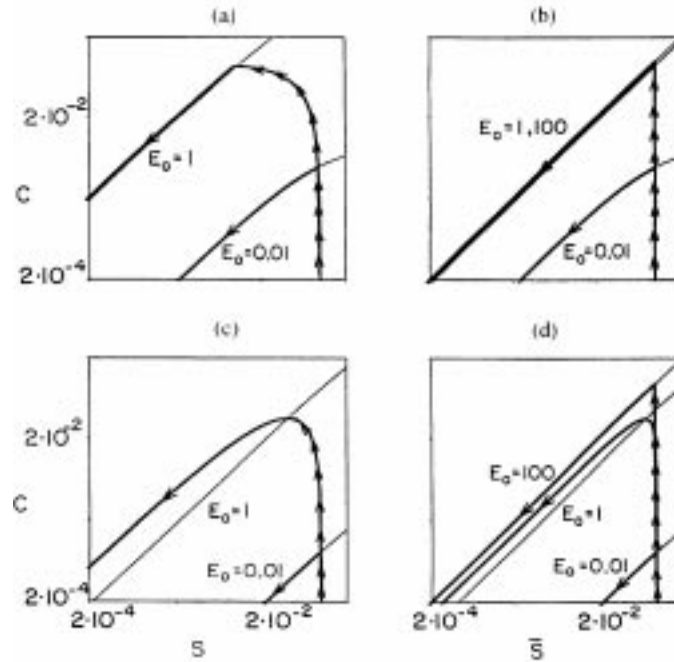 (a) (b)
2·10⁻²
E₀=1
E₀=1,100
C
E₀=0.01
E₀=0.01
2·10⁻⁴
(c) (d)
2·10⁻²
E₀=100
C
E₀=1
E₀=1
E₀=0.01
E₀=0.01
2·10⁻⁴
2·10⁻⁴ 2·10⁻² 2·10⁻⁴ 2·10⁻²
S S̅